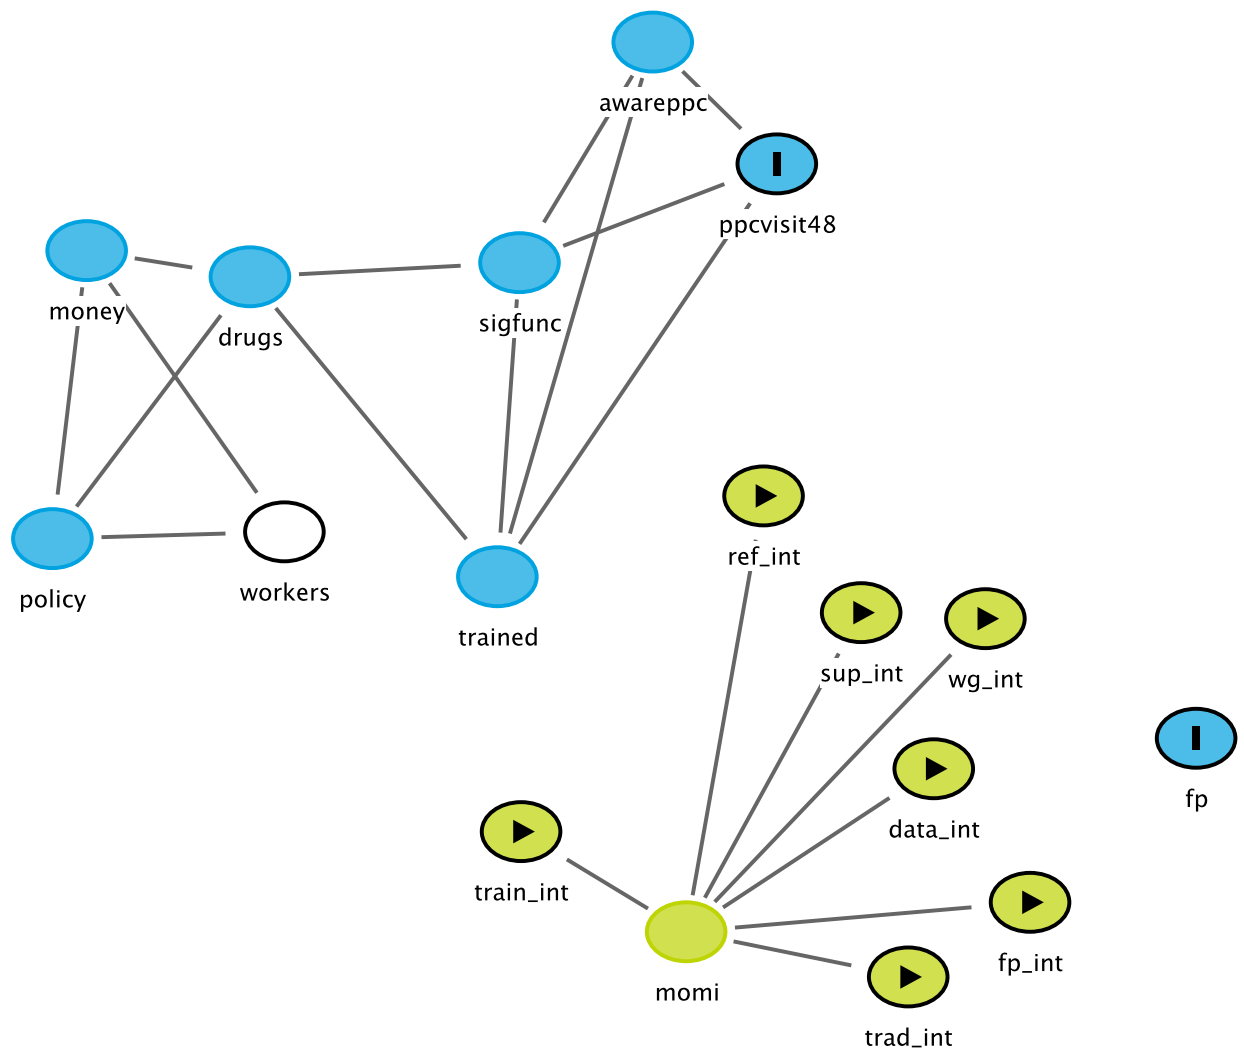 awareppc
ppcvisit48
money
drugs
sigfunc
policy
workers
trained
ref_int
sup_int
wg_int
fp
data_int
train_int
fp_int
momi
trad_int